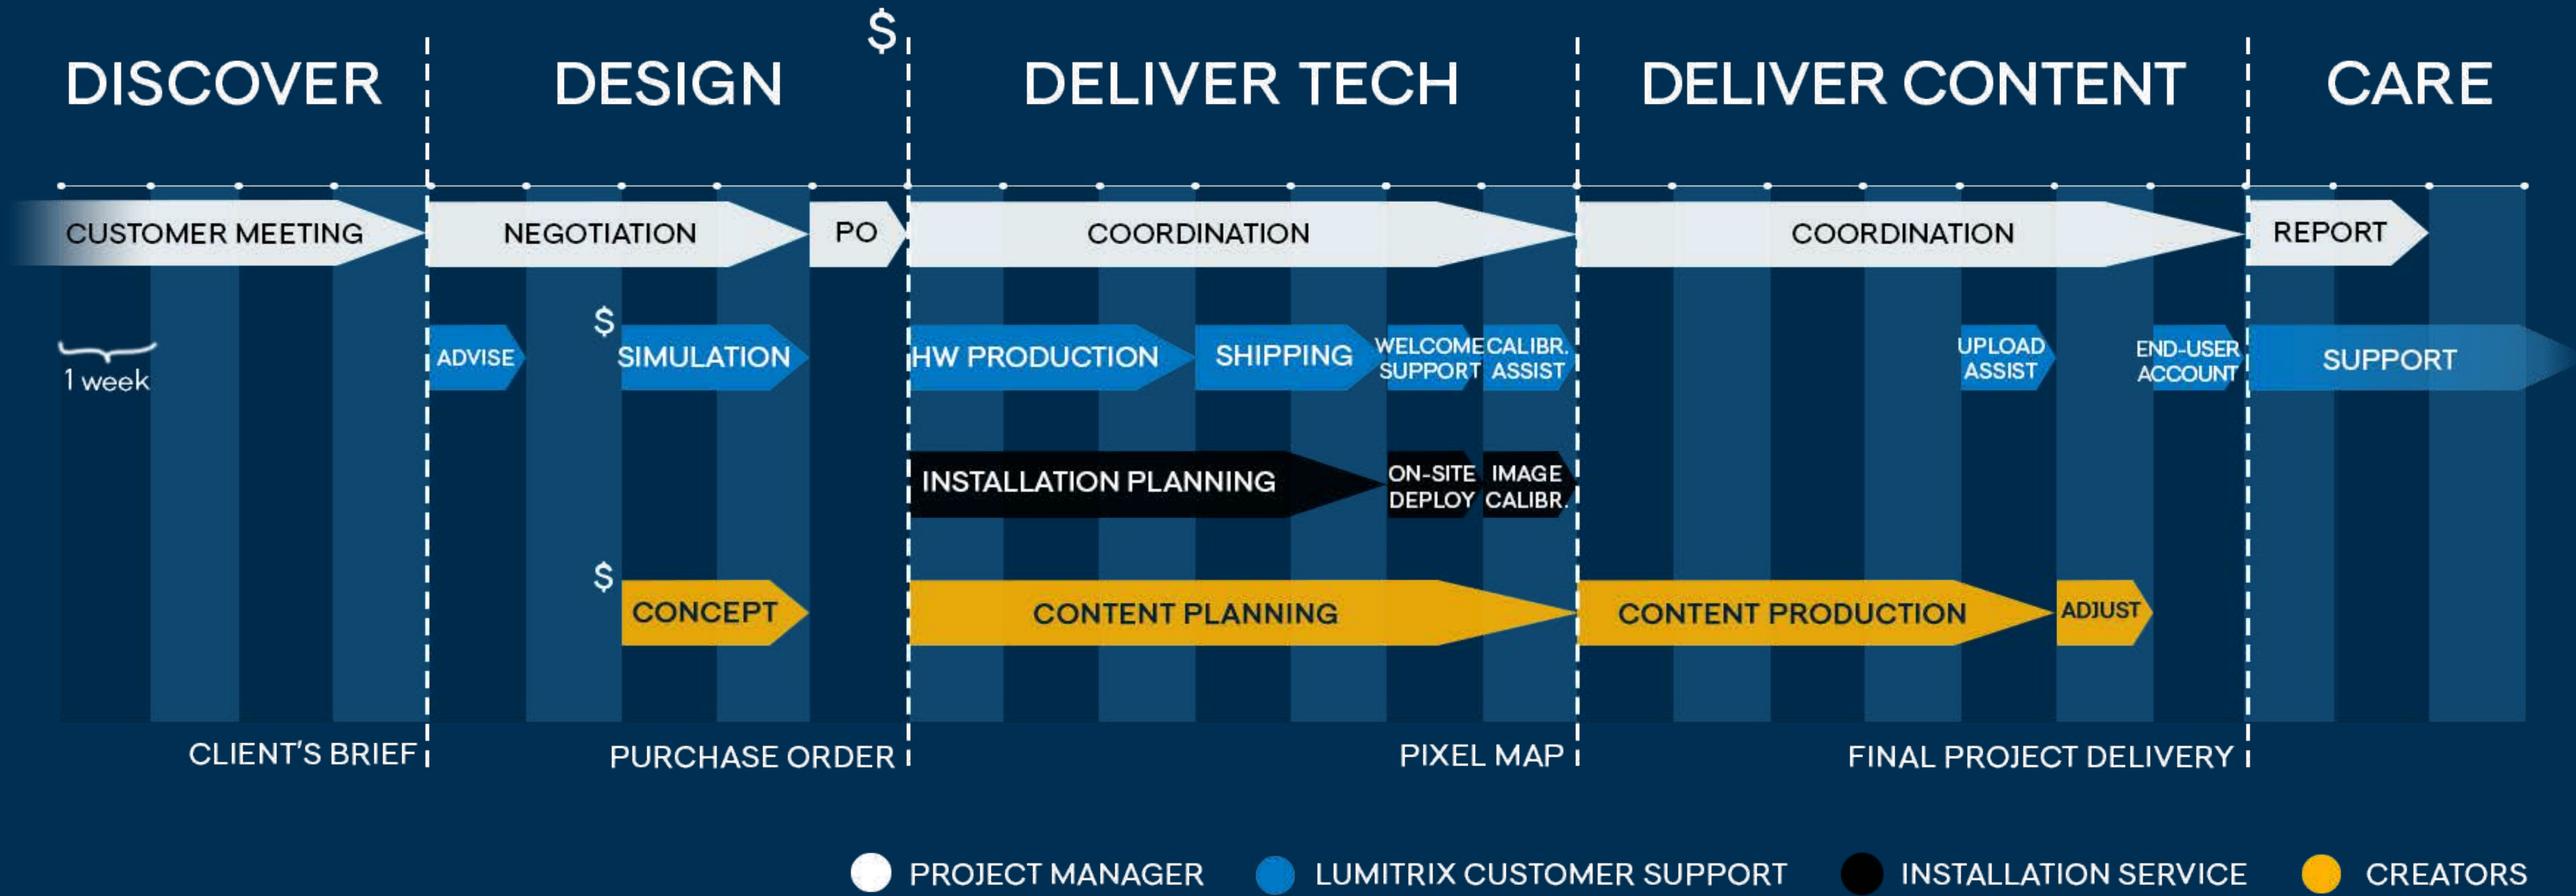 $
DISCOVER
DESIGN
DELIVER TECH
DELIVER CONTENT
CARE
CUSTOMER MEETING
NEGOTIATION
PO
COORDINATION
COORDINATION
REPORT
1 week
ADVISE
$
SIMULATION
HW PRODUCTION
SHIPPING
WELCOME
SUPPORT
CALIBR.
ASSIST
UPLOAD
ASSIST
END-USER
ACCOUNT
SUPPORT
INSTALLATION PLANNING
ON-SITE
DEPLOY
IMAGE
CALIBR.
$
CONCEPT
CONTENT PLANNING
CONTENT PRODUCTION
ADJUST
CLIENT'S BRIEF
PURCHASE ORDER
PIXEL MAP
FINAL PROJECT DELIVERY
PROJECT MANAGER
LUMITRIX CUSTOMER SUPPORT
INSTALLATION SERVICE
CREATORS